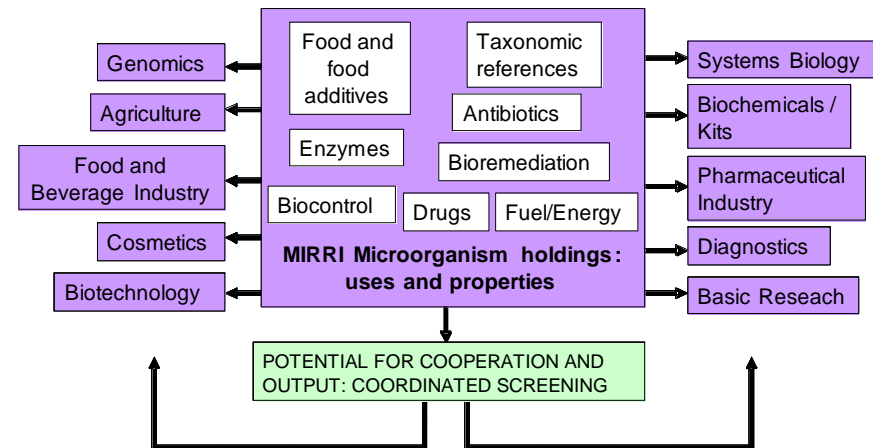 Genomics
Agriculture
Food and
Beverage Industry
Cosmetics
Biotechnology
Food and
food
additives
Taxonomic
references
Antibiotics
Enzymes
Bioremediation
Biocontrol
Drugs
Fuel/Energy
MIRRI Microorganism holdings:
uses and properties
Systems Biology
Biochemicals /
Kits
Pharmaceutical
Industry
Diagnostics
Basic Reseach
POTENTIAL FOR COOPERATION AND
OUTPUT: COORDINATED SCREENING